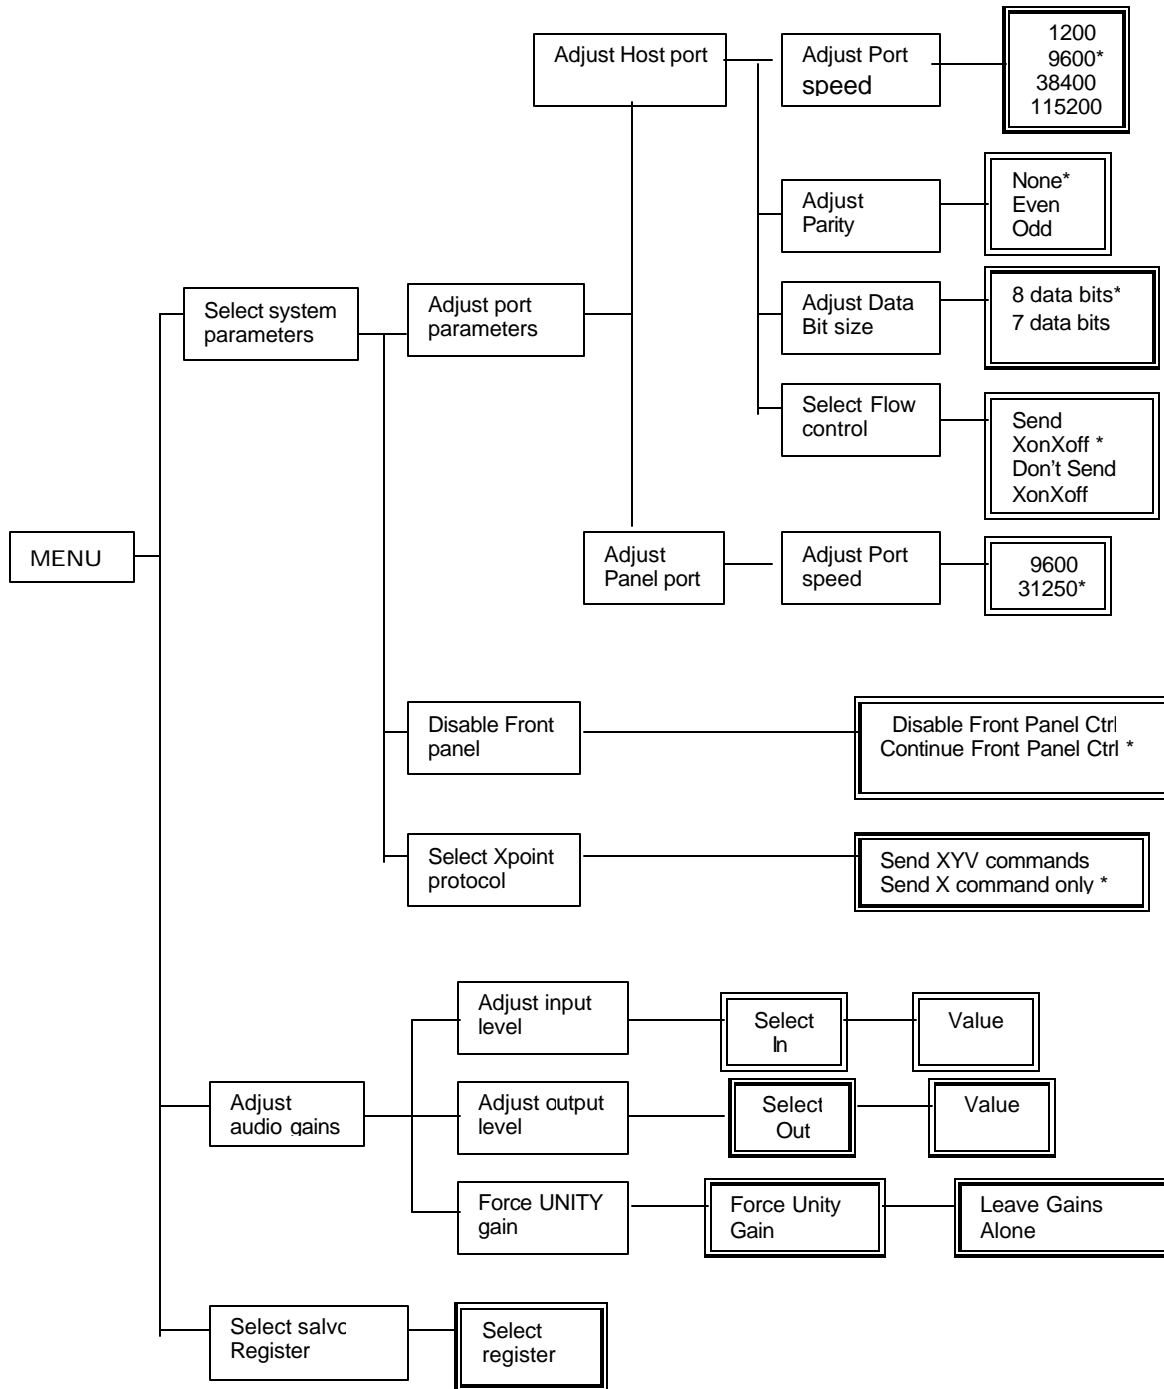 Adjust Host port
Adjust Port
speed
1200
9600*
38400
115200
Adjust
Parity
None*
Even
Odd
Select system
parameters
Adjust port
parameters
Adjust Data
Bit size
8 data bits*
7 data bits
Select Flow
control
Send
XonXoff *
Don't Send
XonXoff
MENU
Adjust
Panel port
Adjust Port
speed
9600
31250*
Disable Front
panel
Disable Front Panel Ctrl
Continue Front Panel Ctrl *
Select Xpoint
protocol
Send XYV commands
Send X command only *
Adjust input
level
Select
In
Value
Adjust
audio gains
Adjust output
level
Select
Out
Value
Force UNITY
gain
Force Unity
Gain
Leave Gains
Alone
Select salvo
Register
Select
register